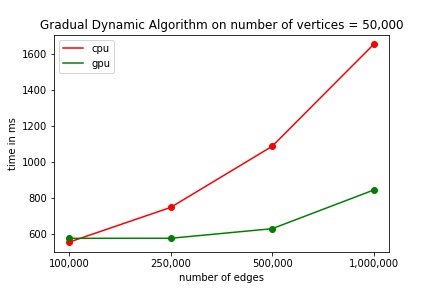 Gradual Dynamic Algorithm on number of vertices = 50,000
cpu
gpu
time in ms
1600
1400
1200
1000
800
600
100,000
250,000
500,000
1,000,000
number of edges